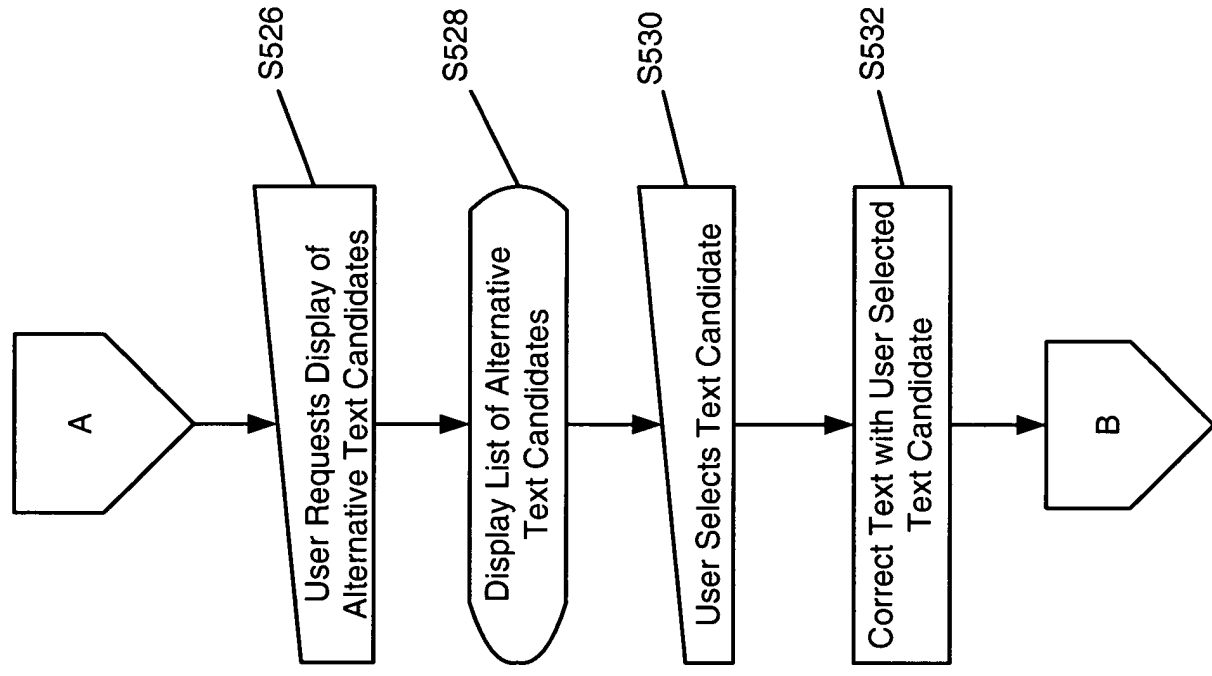 A
User Requests Display of
Alternative Text Candidates
S526
Display List of Alternative
Text Candidates
S528
User Selects Text Candidate
S530
Correct Text with User Selected
Text Candidate
S532
B